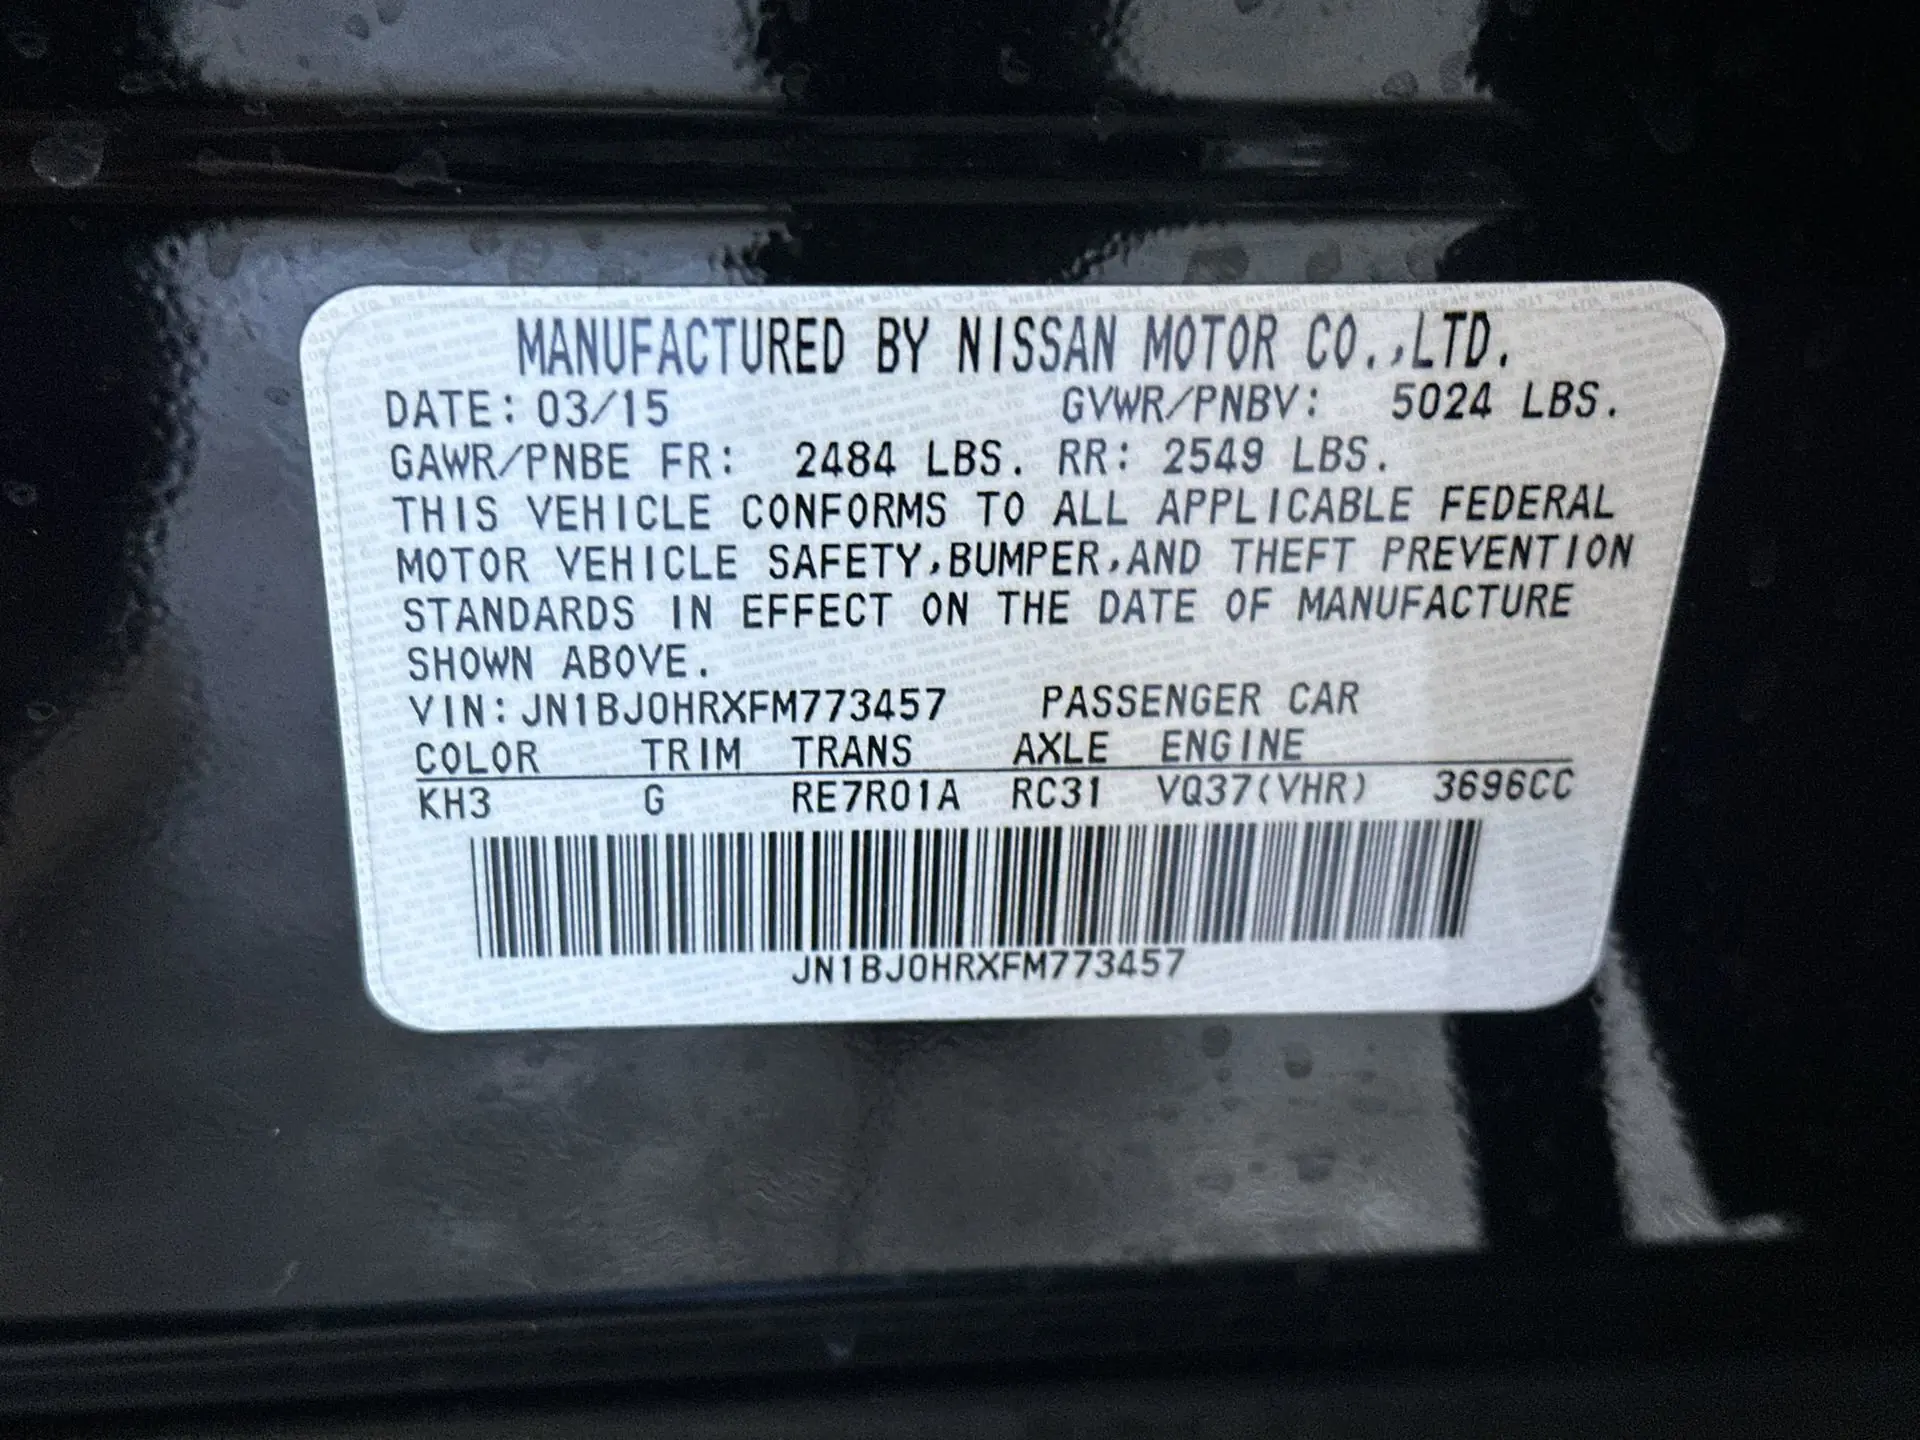 MANUFACTURED BY NISSAN MOTOR CO.,LTD.
DATE: 03/15 GVWR/PNBV: 5024 LBS.
GAWR/PNBE FR: 2484 LBS. RR: 2549 LBS.
THIS VEHICLE CONFORMS TO ALL APPLICABLE FEDERAL
MOTOR VEHICLE SAFETY,BUMPER,AND THEFT PREVENTION
STANDARDS IN EFFECT ON THE DATE OF MANUFACTURE
SHOWN ABOVE.
VIN:JN1BJ0HRXFM773457 PASSENGER CAR
COLOR TRIM TRANS AXLE ENGINE
KH3 G RE7R01A RC31 VQ37(VHR) 3696CC
JN1BJ0HRXFM773457